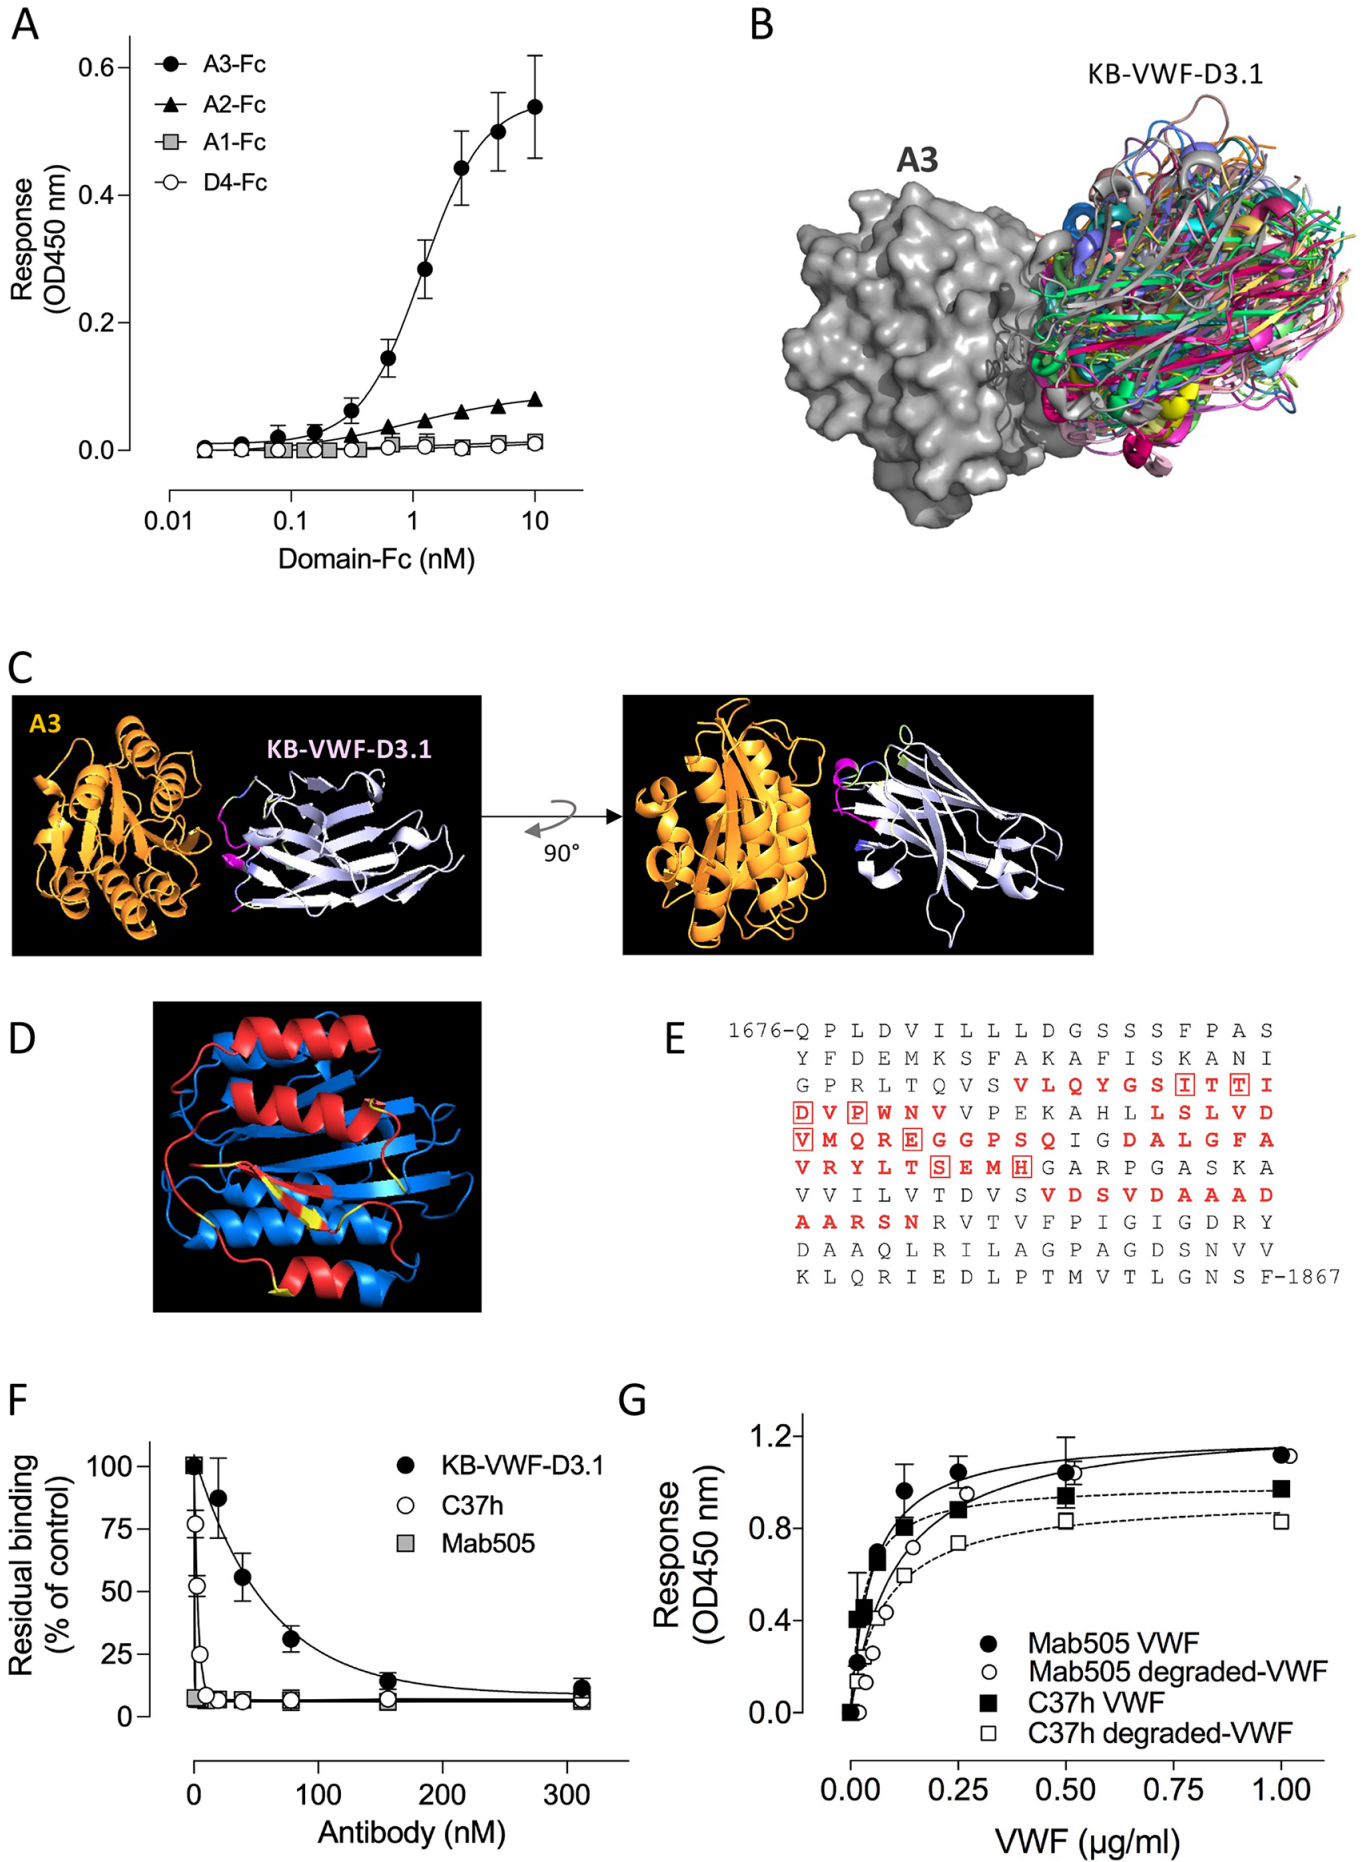 A
A3-Fc
A2-Fc
A1-Fc
D4-Fc
Response
(OD450 nm)
0.6
0.4
0.2
0.0
0.01 0.1 1 10
Domain-Fc (nM)
B
KB-VWF-D3.1
A3
C
A3
KB-VWF-D3.1
90°
D
E
1676-Q P L D V I L L L D G S S S F P A S
Y F D E M K S F A K A F I S K A N I
G P R L T Q V S V L Q Y G S I T T I
D V P W N V V P E K A H L L S L V D
V M Q R E G G P S Q I G D A L G F A
V R Y L T S E M H G A R P G A S K A
V V I L V T D V S V D S V D A A A D
A A R S N R V T V F P I G I G D R Y
D A A Q L R I L A G P A G D S N V V
K L Q R I E D L P T M V T L G N S F-1867
F
Residual binding
(% of control)
100
75
50
25
0
KB-VWF-D3.1
C37h
Mab505
0 100 200 300
Antibody (nM)
G
Response
(OD450 nm)
1.2
0.8
0.4
0.0
Mab505 VWF
Mab505 degraded-VWF
C37h VWF
C37h degraded-VWF
0.00 0.25 0.50 0.75 1.00
VWF (µg/ml)